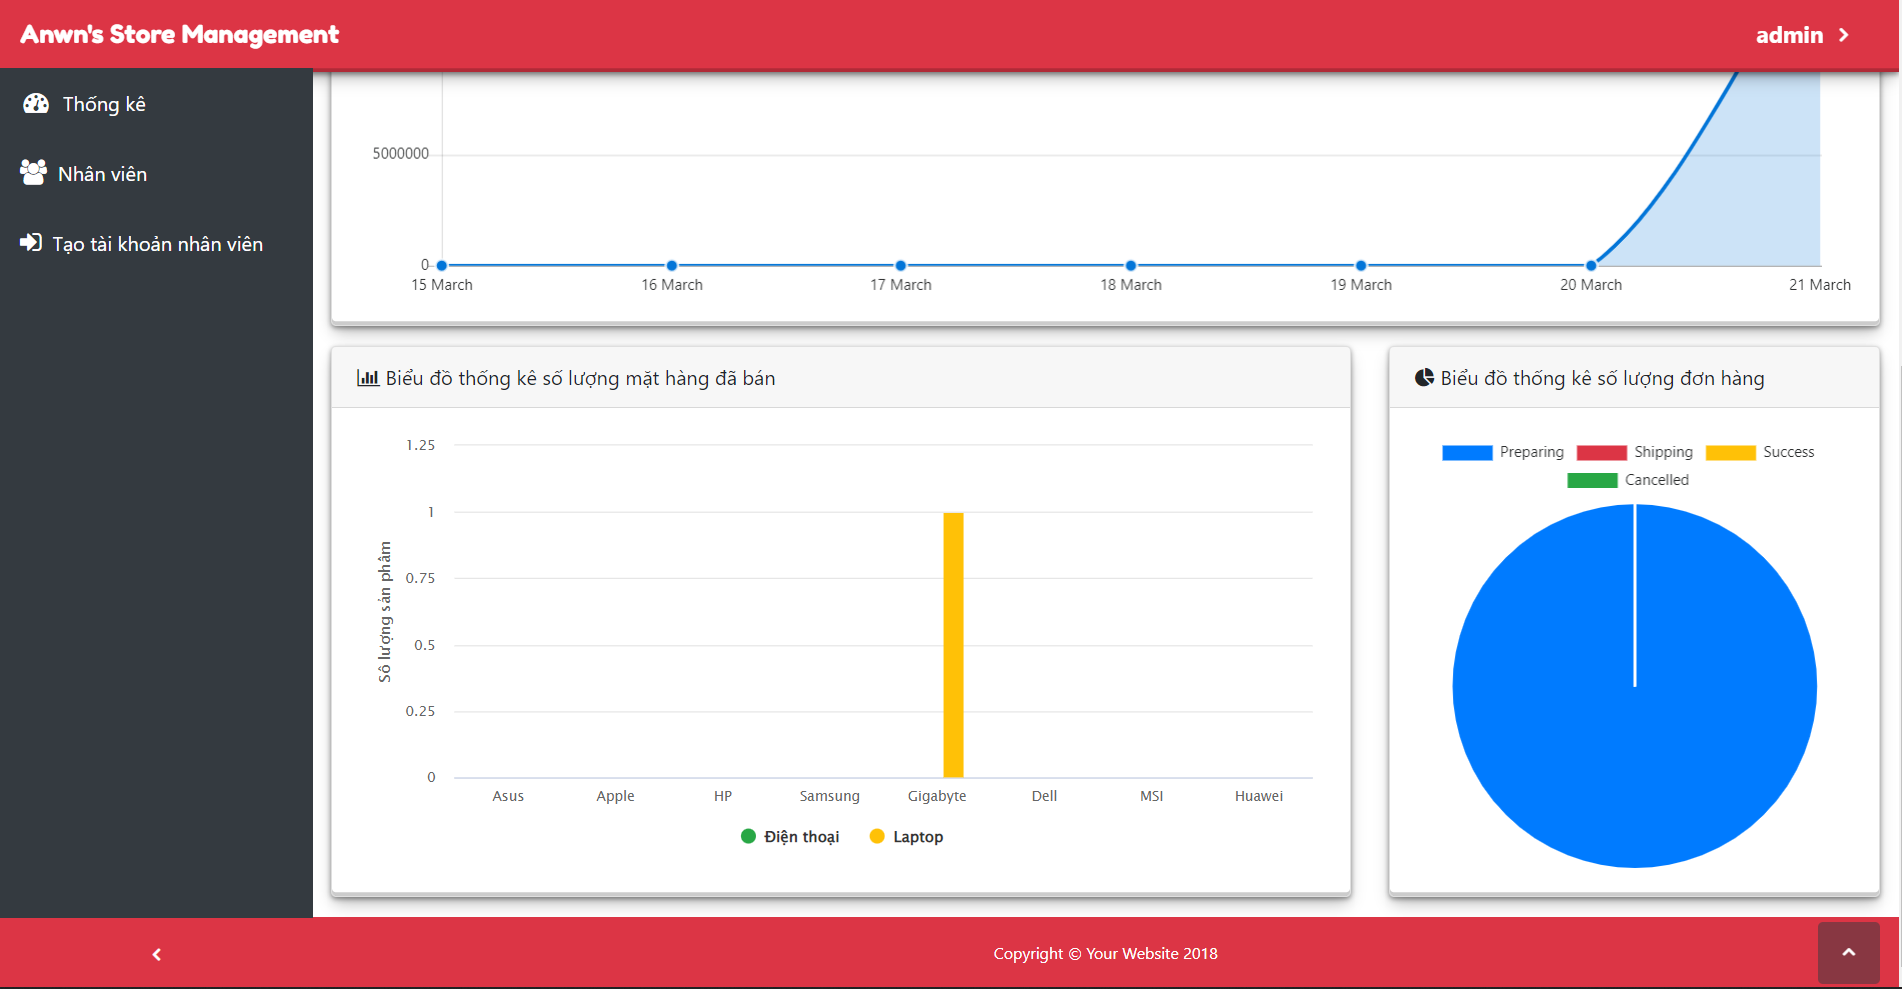 Anwn's Store Management
admin
Thống kê
Nhân viên
Tạo tài khoản nhân viên
5000000
0
15 March 16 March 17 March 18 March 19 March 20 March 21 March
Biểu đồ thống kê số lượng mặt hàng đã bán
1.25
1
0.75
0.5
0.25
0
Số lượng sản phẩm
Asus Apple HP Samsung Gigabyte Dell MSI Huawei
Điện thoại Laptop
Biểu đồ thống kê số lượng đơn hàng
Preparing Shipping Success
Cancelled
Copyright © Your Website 2018